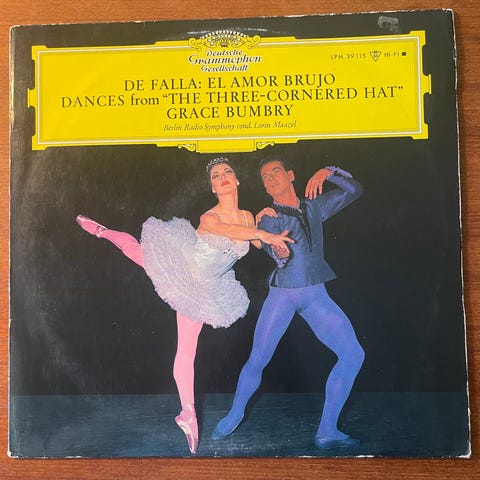 Deutsche
Grammophon
Gesellschaft
LPM 39 115 HI-FI
DE FALLA: EL AMOR BRUJO
DANCES from "THE THREE-CORNERED HAT"
GRACE BUMBRY
Berlin Radio Symphony cond. Lorin Maazel